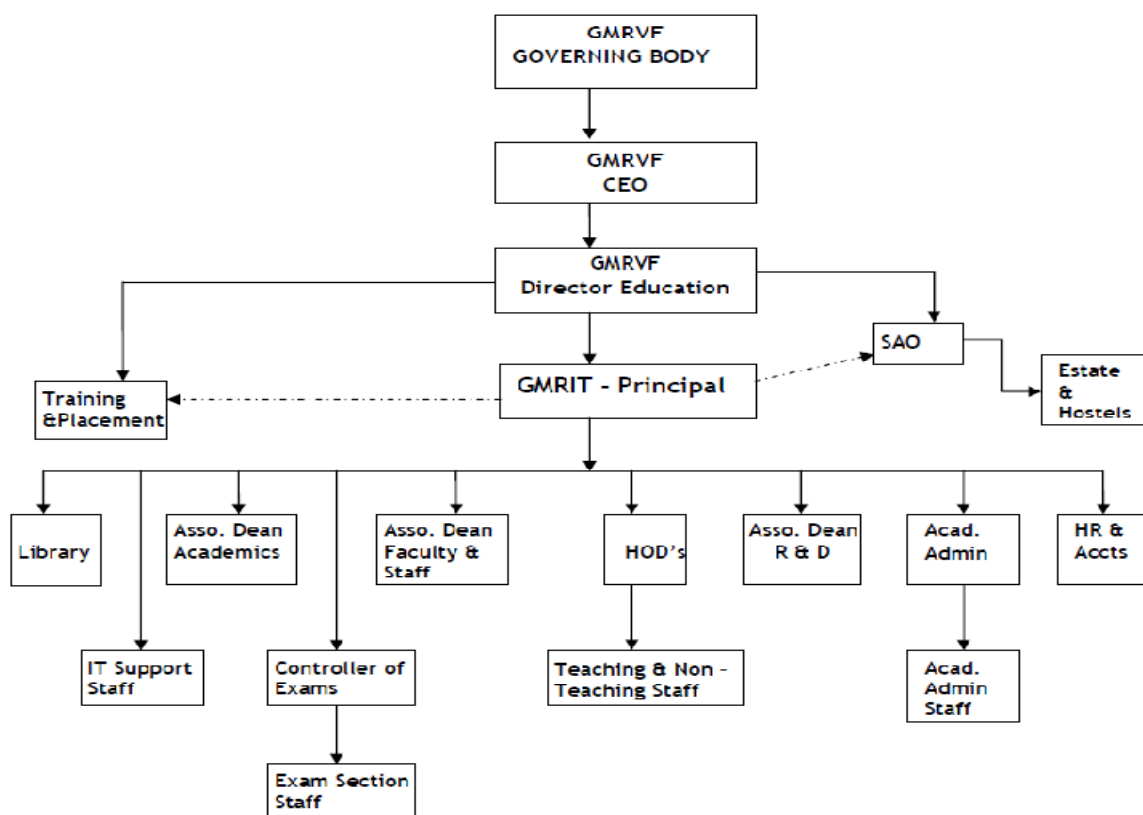 GMRVF
GOVERNING BODY
GMRVF
CEO
GMRVF
Director Education
SAO
GMRIT - Principal
Estate
&
Hostels
Training
&Placement
Library
Asso. Dean
Academics
Asso. Dean
Faculty &
Staff
HOD's
Asso. Dean
R & D
Acad.
Admin
HR &
Accts
IT Support
Staff
Controller of
Exams
Teaching & Non -
Teaching Staff
Acad.
Admin
Staff
Exam Section
Staff